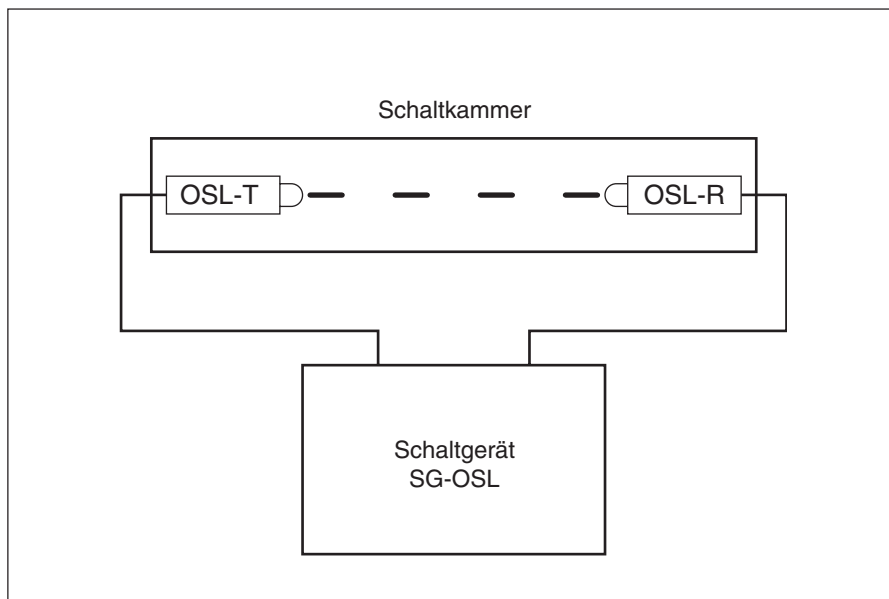 Schaltkammer
OSL-T
OSL-R
Schaltgerät
SG-OSL